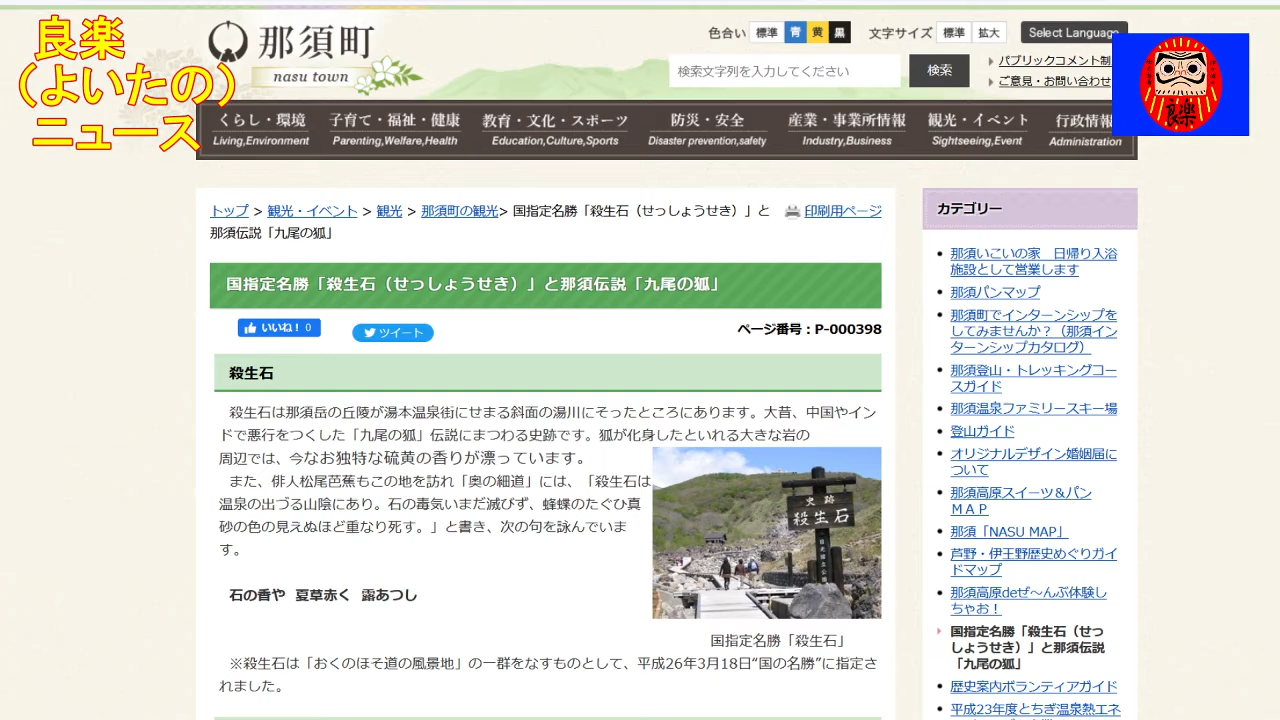 良楽
（よいたの）
ニュース
那須町
nasu town
色合い 標準 青 黄 黒 文字サイズ 標準 拡大 Select Language
検索文字列を入力してください 検索
パブリックコメント制
ご意見・お問い合わせ
良楽
くらし・環境 子育て・福祉・健康 教育・文化・スポーツ 防災・安全 産業・事業所情報 観光・イベント 行政情報
Living,Environment Parenting,Welfare,Health Education,Culture,Sports Disaster prevention,safety Industry,Business Sightseeing,Event Administration
トップ > 観光・イベント > 観光 > 那須町の観光> 国指定名勝「殺生石（せっしょうせき）」と
那須伝説「九尾の狐」
印刷用ページ
国指定名勝「殺生石（せっしょうせき）」と那須伝説「九尾の狐」
いいね！ 0 ツイート ページ番号：P-000398
殺生石
殺生石は那須岳の丘陵が湯本温泉街にせまる斜面の湯川にそったところにあります。大昔、中国やイン
ドで悪行をつくした「九尾の狐」伝説にまつわる史跡です。狐が化身したといれる大きな岩の
周辺では、今なお独特な硫黄の香りが漂っています。
また、俳人松尾芭蕉もこの地を訪れ「奥の細道」には、「殺生石は
温泉の出づる山陰にあり。石の毒気いまだ滅びず、蜂蝶のたぐひ真
砂の色の見えぬほど重なり死す。」と書き、次の句を詠んでいま
す。
石の香や 夏草赤く 露あつし
史跡
殺生石
日光国立公園
国指定名勝「殺生石」
※殺生石は「おくのほそ道の風景地」の一群をなすものとして、平成26年3月18日“国の名勝”に指定さ
れました。
カテゴリー
那須いこいの家 日帰り入浴
施設として営業します
那須パンマップ
那須町でインターンシップを
してみませんか？（那須イン
ターンシップカタログ）
那須登山・トレッキングコー
スガイド
那須温泉ファミリースキー場
登山ガイド
オリジナルデザイン婚姻届に
ついて
那須高原スイーツ＆パン
ＭＡＰ
那須「NASU MAP」
芦野・伊王野歴史めぐりガイ
ドマップ
那須高原deぜ～んぶ体験し
ちゃお！
国指定名勝「殺生石（せっ
しょうせき）」と那須伝説
「九尾の狐」
歴史案内ボランティアガイド
平成23年度とちぎ温泉熱エネ